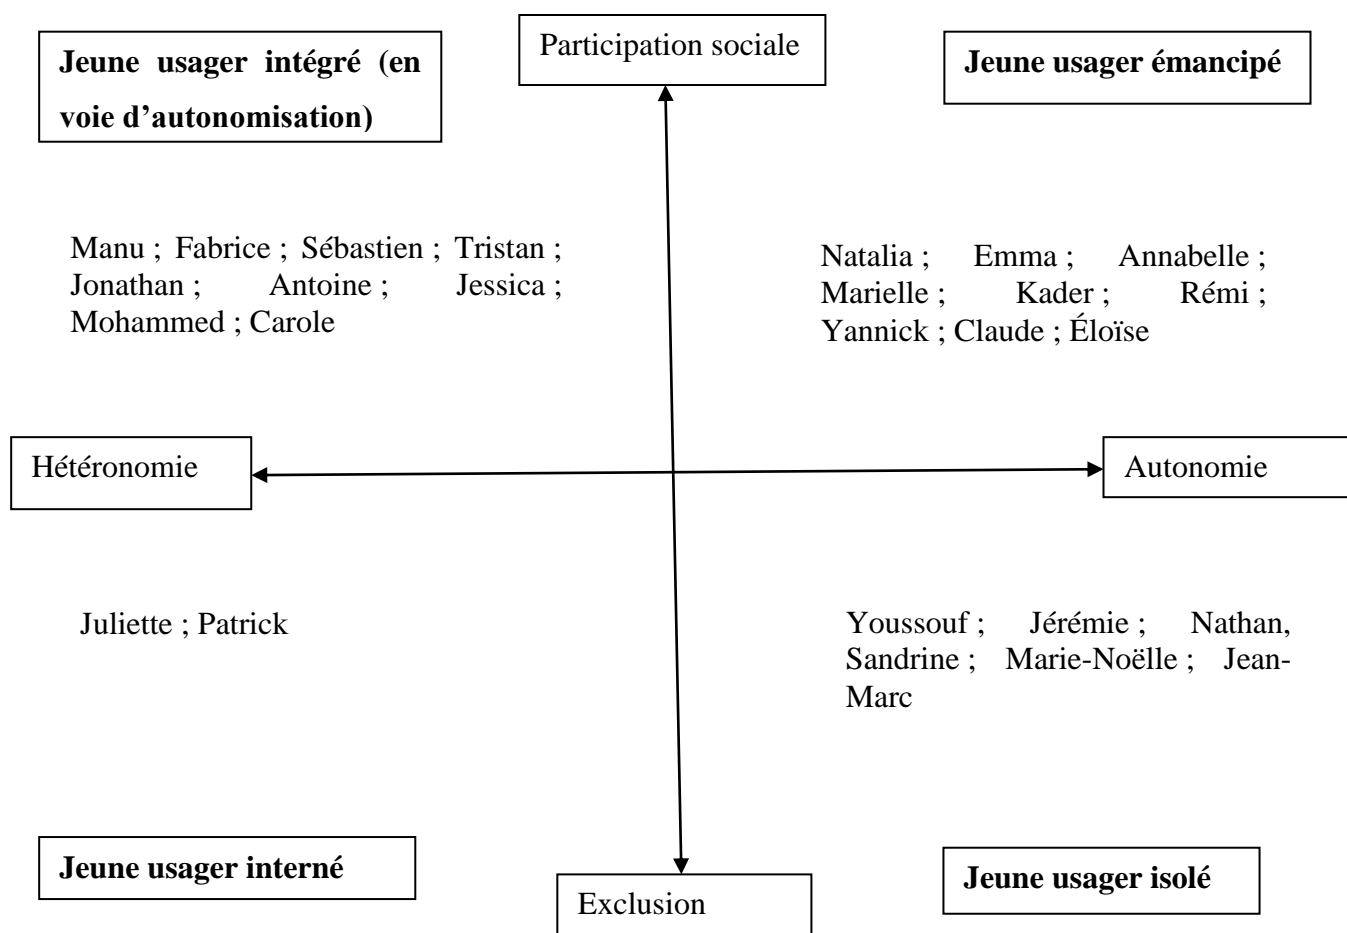 Participation sociale
Jeune usager intégré (en
voie d’autonomisation)
Jeune usager émancipé
Manu ; Fabrice ; Sébastien ; Tristan ;
Jonathan ; Antoine ; Jessica ;
Mohammed ; Carole
Natalia ; Emma ; Annabelle ;
Marielle ; Kader ; Rémi ;
Yannick ; Claude ; Éloïse
Hétéronomie
Autonomie
Juliette ; Patrick
Youssouf ; Jérémie ; Nathan,
Sandrine ; Marie-Noëlle ; Jean-
Marc
Jeune usager interné
Jeune usager isolé
Exclusion